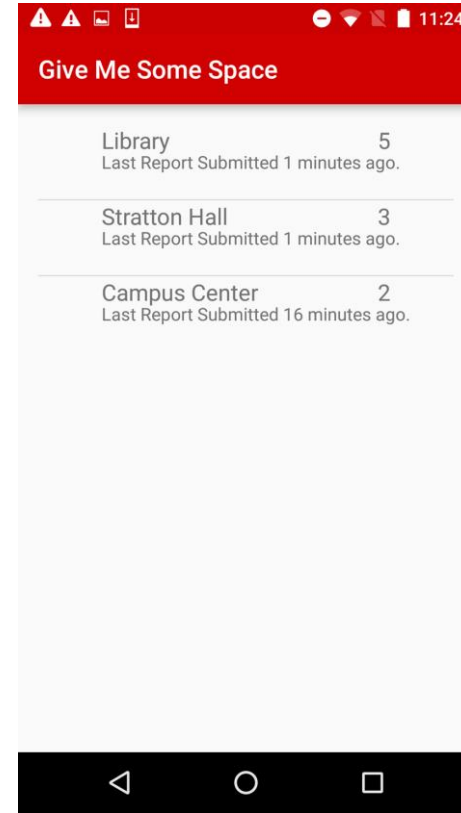 11:24
Give Me Some Space
Library 5
Last Report Submitted 1 minutes ago.
Stratton Hall 3
Last Report Submitted 1 minutes ago.
Campus Center 2
Last Report Submitted 16 minutes ago.